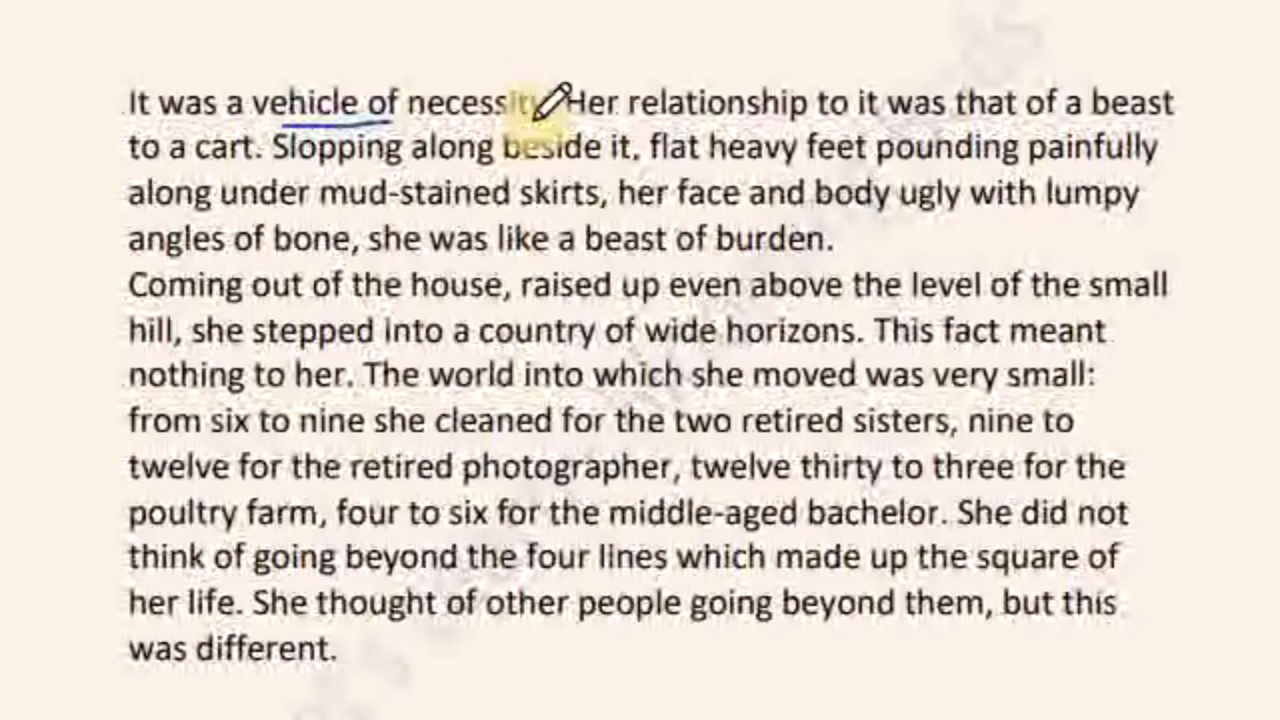 It was a vehicle of necessity. Her relationship to it was that of a beast
to a cart. Slopping along beside it, flat heavy feet pounding painfully
along under mud-stained skirts, her face and body ugly with lumpy
angles of bone, she was like a beast of burden.
Coming out of the house, raised up even above the level of the small
hill, she stepped into a country of wide horizons. This fact meant
nothing to her. The world into which she moved was very small:
from six to nine she cleaned for the two retired sisters, nine to
twelve for the retired photographer, twelve thirty to three for the
poultry farm, four to six for the middle-aged bachelor. She did not
think of going beyond the four lines which made up the square of
her life. She thought of other people going beyond them, but this
was different.